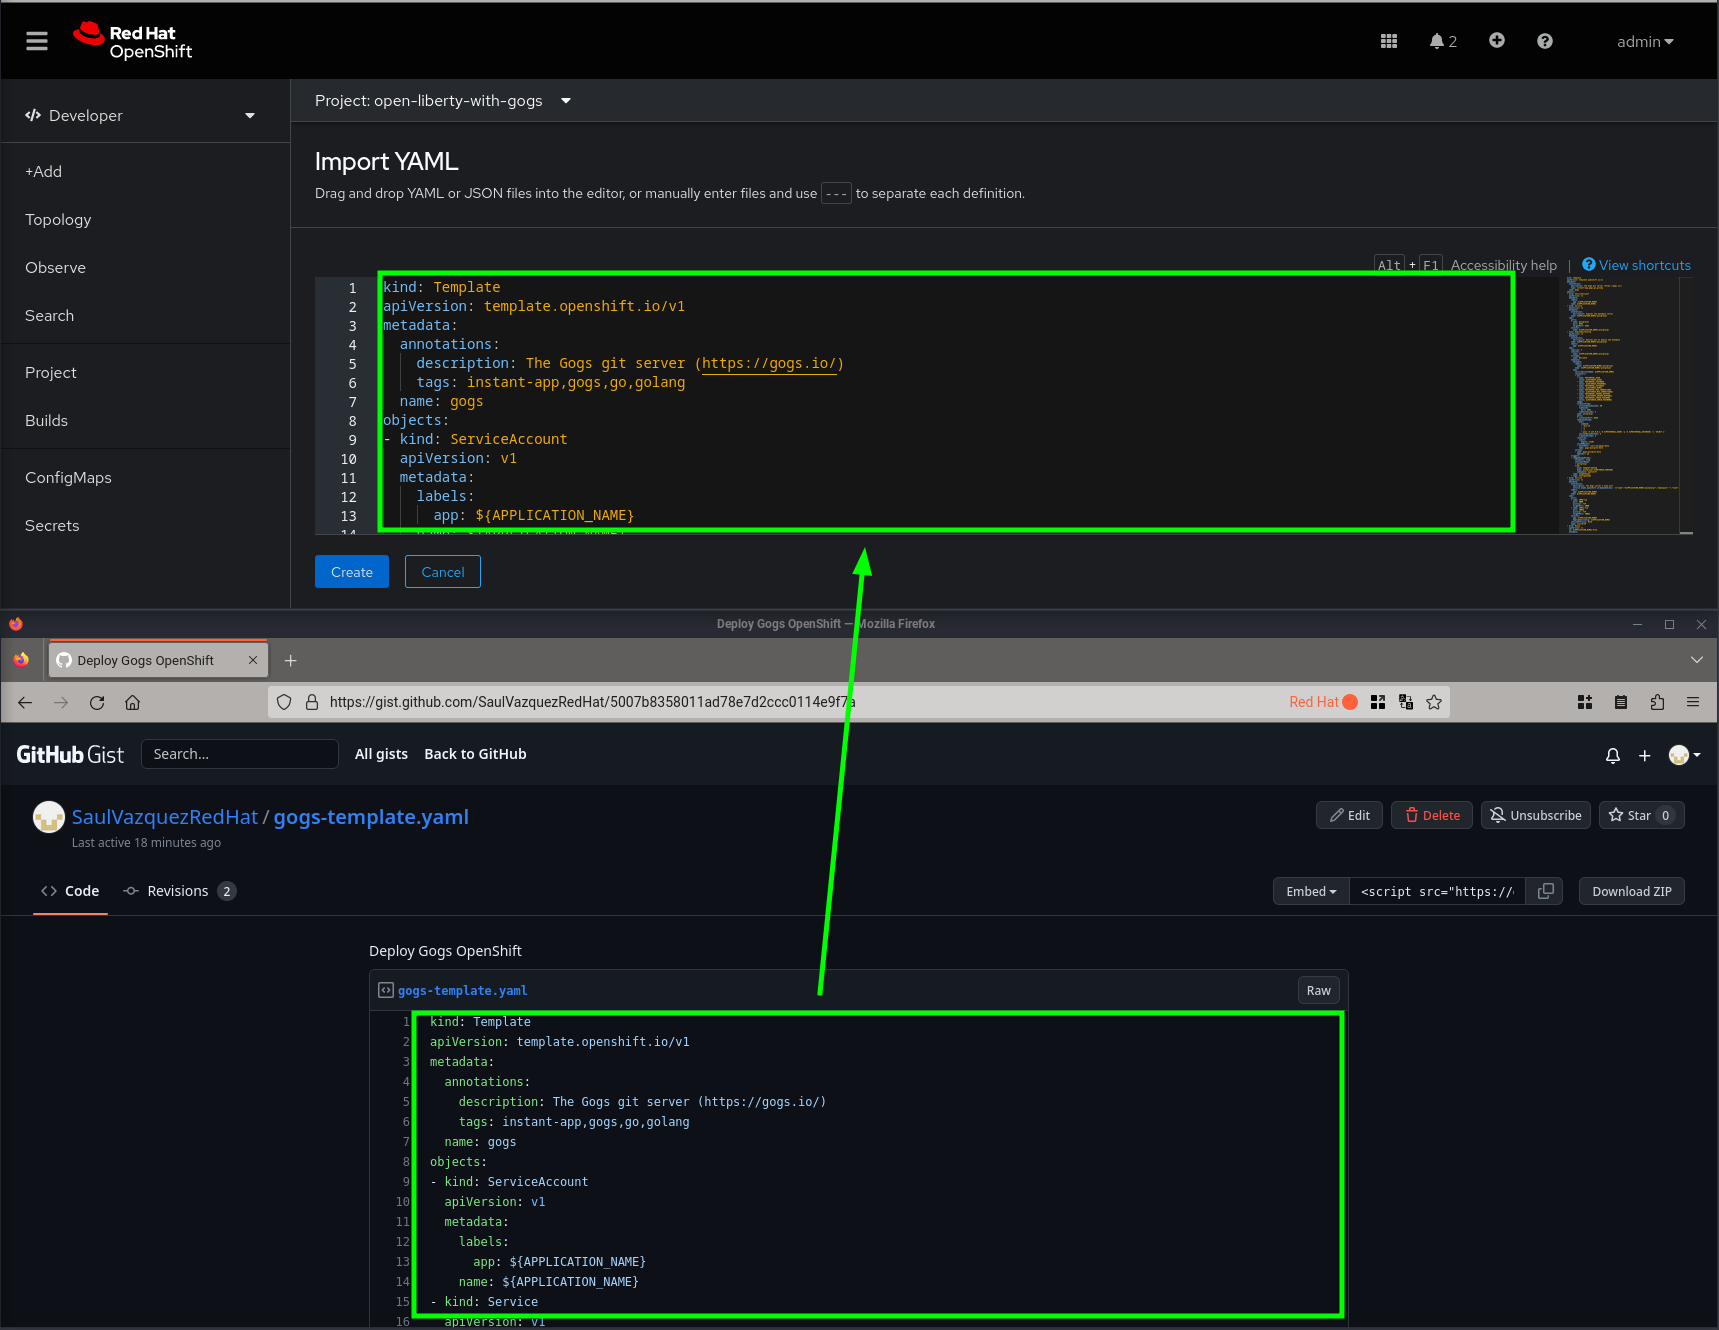 Red Hat
OpenShift
2
admin
Developer
Project: open-liberty-with-gogs
+Add
Topology
Observe
Search
Project
Builds
ConfigMaps
Secrets
Import YAML
Drag and drop YAML or JSON files into the editor, or manually enter files and use --- to separate each definition.
Alt + F1 Accessibility help | View shortcuts
1 kind: Template
2 apiVersion: template.openshift.io/v1
3 metadata:
4 annotations:
5 description: The Gogs git server (https://gogs.io/)
6 tags: instant-app,gogs,go,golang
7 name: gogs
8 objects:
9 - kind: ServiceAccount
10 apiVersion: v1
11 metadata:
12 labels:
13 app: ${APPLICATION_NAME}
Create Cancel
Deploy Gogs OpenShift — Mozilla Firefox
Deploy Gogs OpenShift
https://gist.github.com/SaulVazquezRedHat/5007b8358011ad78e7d2ccc0114e9f7a
Red Hat
GitHub Gist Search... All gists Back to GitHub
SaulVazquezRedHat / gogs-template.yaml
Last active 18 minutes ago
Edit Delete Unsubscribe Star 0
Code Revisions 2
Embed <script src="https:// Download ZIP
Deploy Gogs OpenShift
gogs-template.yaml Raw
1 kind: Template
2 apiVersion: template.openshift.io/v1
3 metadata:
4 annotations:
5 description: The Gogs git server (https://gogs.io/)
6 tags: instant-app,gogs,go,golang
7 name: gogs
8 objects:
9 - kind: ServiceAccount
10 apiVersion: v1
11 metadata:
12 labels:
13 app: ${APPLICATION_NAME}
14 name: ${APPLICATION_NAME}
15 - kind: Service
16 apiVersion: v1